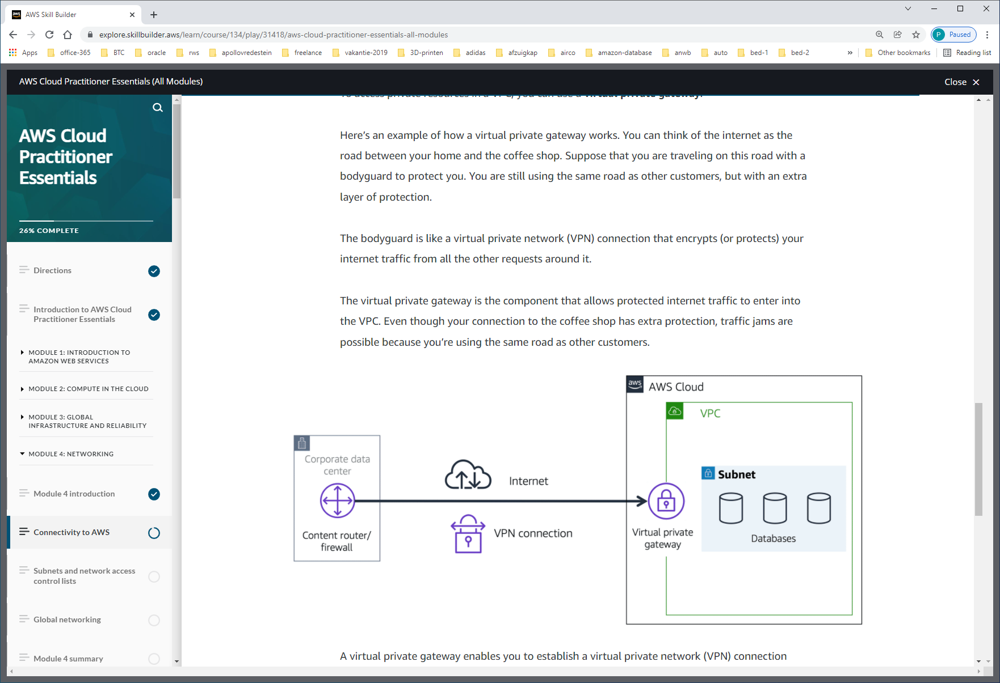 aws
AWS Skill Builder
explore.skillbuilder.aws/learn/course/134/play/31418/aws-cloud-practitioner-essentials-all-modules
P
Paused
Apps
office-365
BTC
oracle
rws
apollovredestein
freelance
vakantie-2019
3D-printen
adidas
afzuigkap
airco
amazon-database
anwb
auto
bed-1
bed-2
»
Other bookmarks
Reading list
AWS Cloud Practitioner Essentials (All Modules)
Close
AWS Cloud
Practitioner
Essentials
26% COMPLETE
Directions
Introduction to AWS Cloud
Practitioner Essentials
MODULE 1: INTRODUCTION TO
AMAZON WEB SERVICES
MODULE 2: COMPUTE IN THE CLOUD
MODULE 3: GLOBAL
INFRASTRUCTURE AND RELIABILITY
MODULE 4: NETWORKING
Module 4 introduction
Connectivity to AWS
Subnets and network access
control lists
Global networking
Module 4 summary
To access private resources in a VPC, you can use a virtual private gateway.
Here’s an example of how a virtual private gateway works. You can think of the internet as the
road between your home and the coffee shop. Suppose that you are traveling on this road with a
bodyguard to protect you. You are still using the same road as other customers, but with an extra
layer of protection.
The bodyguard is like a virtual private network (VPN) connection that encrypts (or protects) your
internet traffic from all the other requests around it.
The virtual private gateway is the component that allows protected internet traffic to enter into
the VPC. Even though your connection to the coffee shop has extra protection, traffic jams are
possible because you’re using the same road as other customers.
aws
AWS Cloud
VPC
Corporate data
center
Content router/
firewall
Internet
VPN connection
Virtual private
gateway
Subnet
Databases
A virtual private gateway enables you to establish a virtual private network (VPN) connection